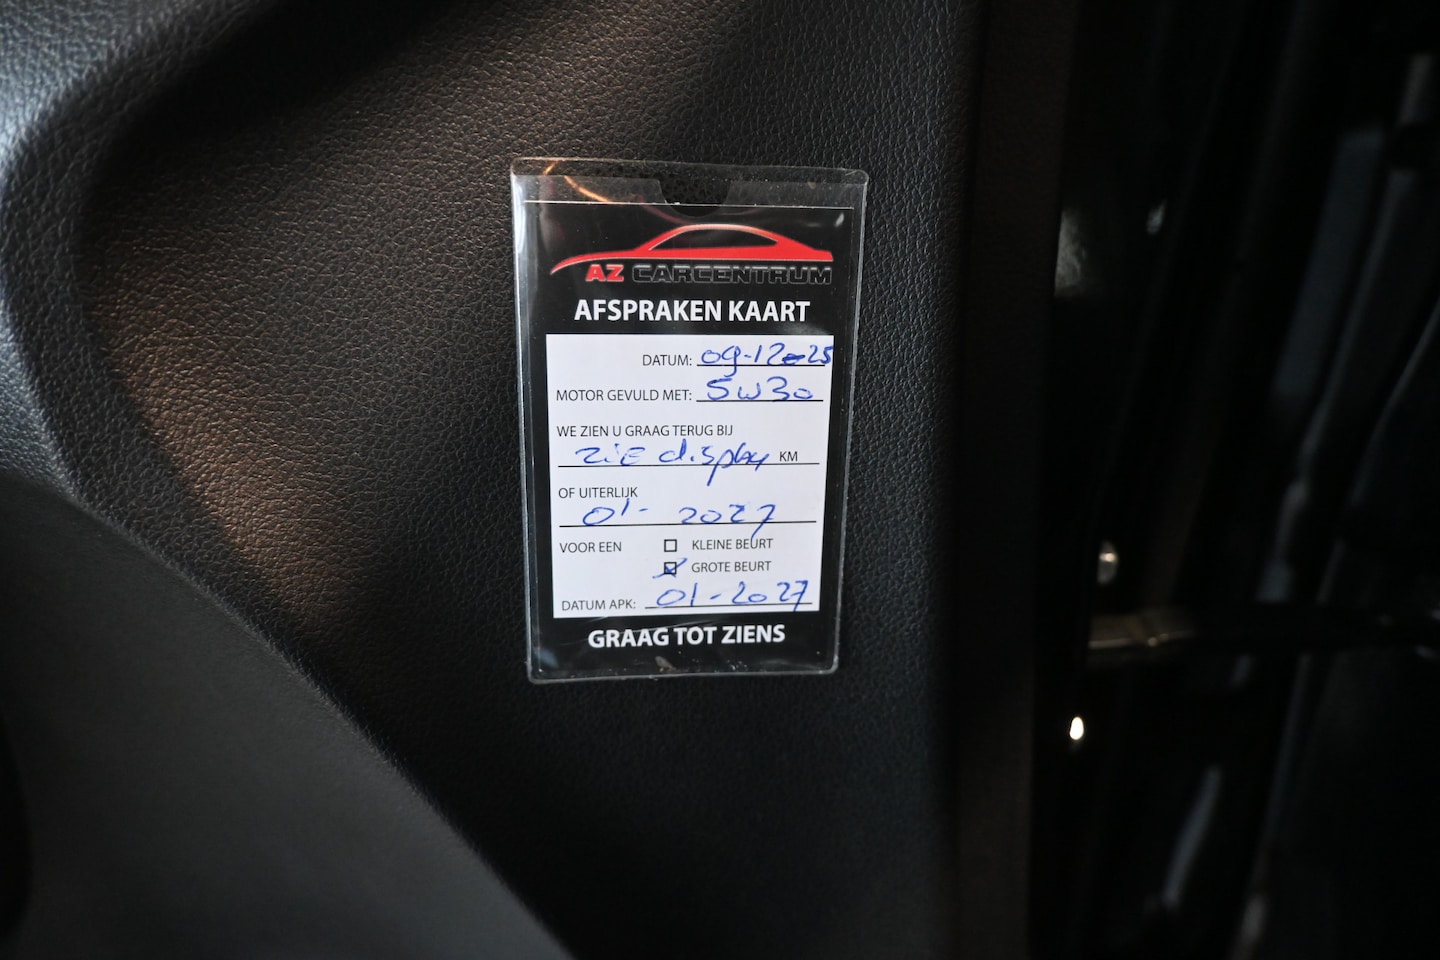 AZ CARCENTRUM
AFSPRAKEN KAART
DATUM: 09-12-25
MOTOR GEVULD MET: 5W30
WE ZIEN U GRAAG TERUG BIJ
zie display KM
OF UITERLIJK
01-2027
VOOR EEN KLEINE BEURT
GROTE BEURT
DATUM APK: 01-2027
GRAAG TOT ZIENS